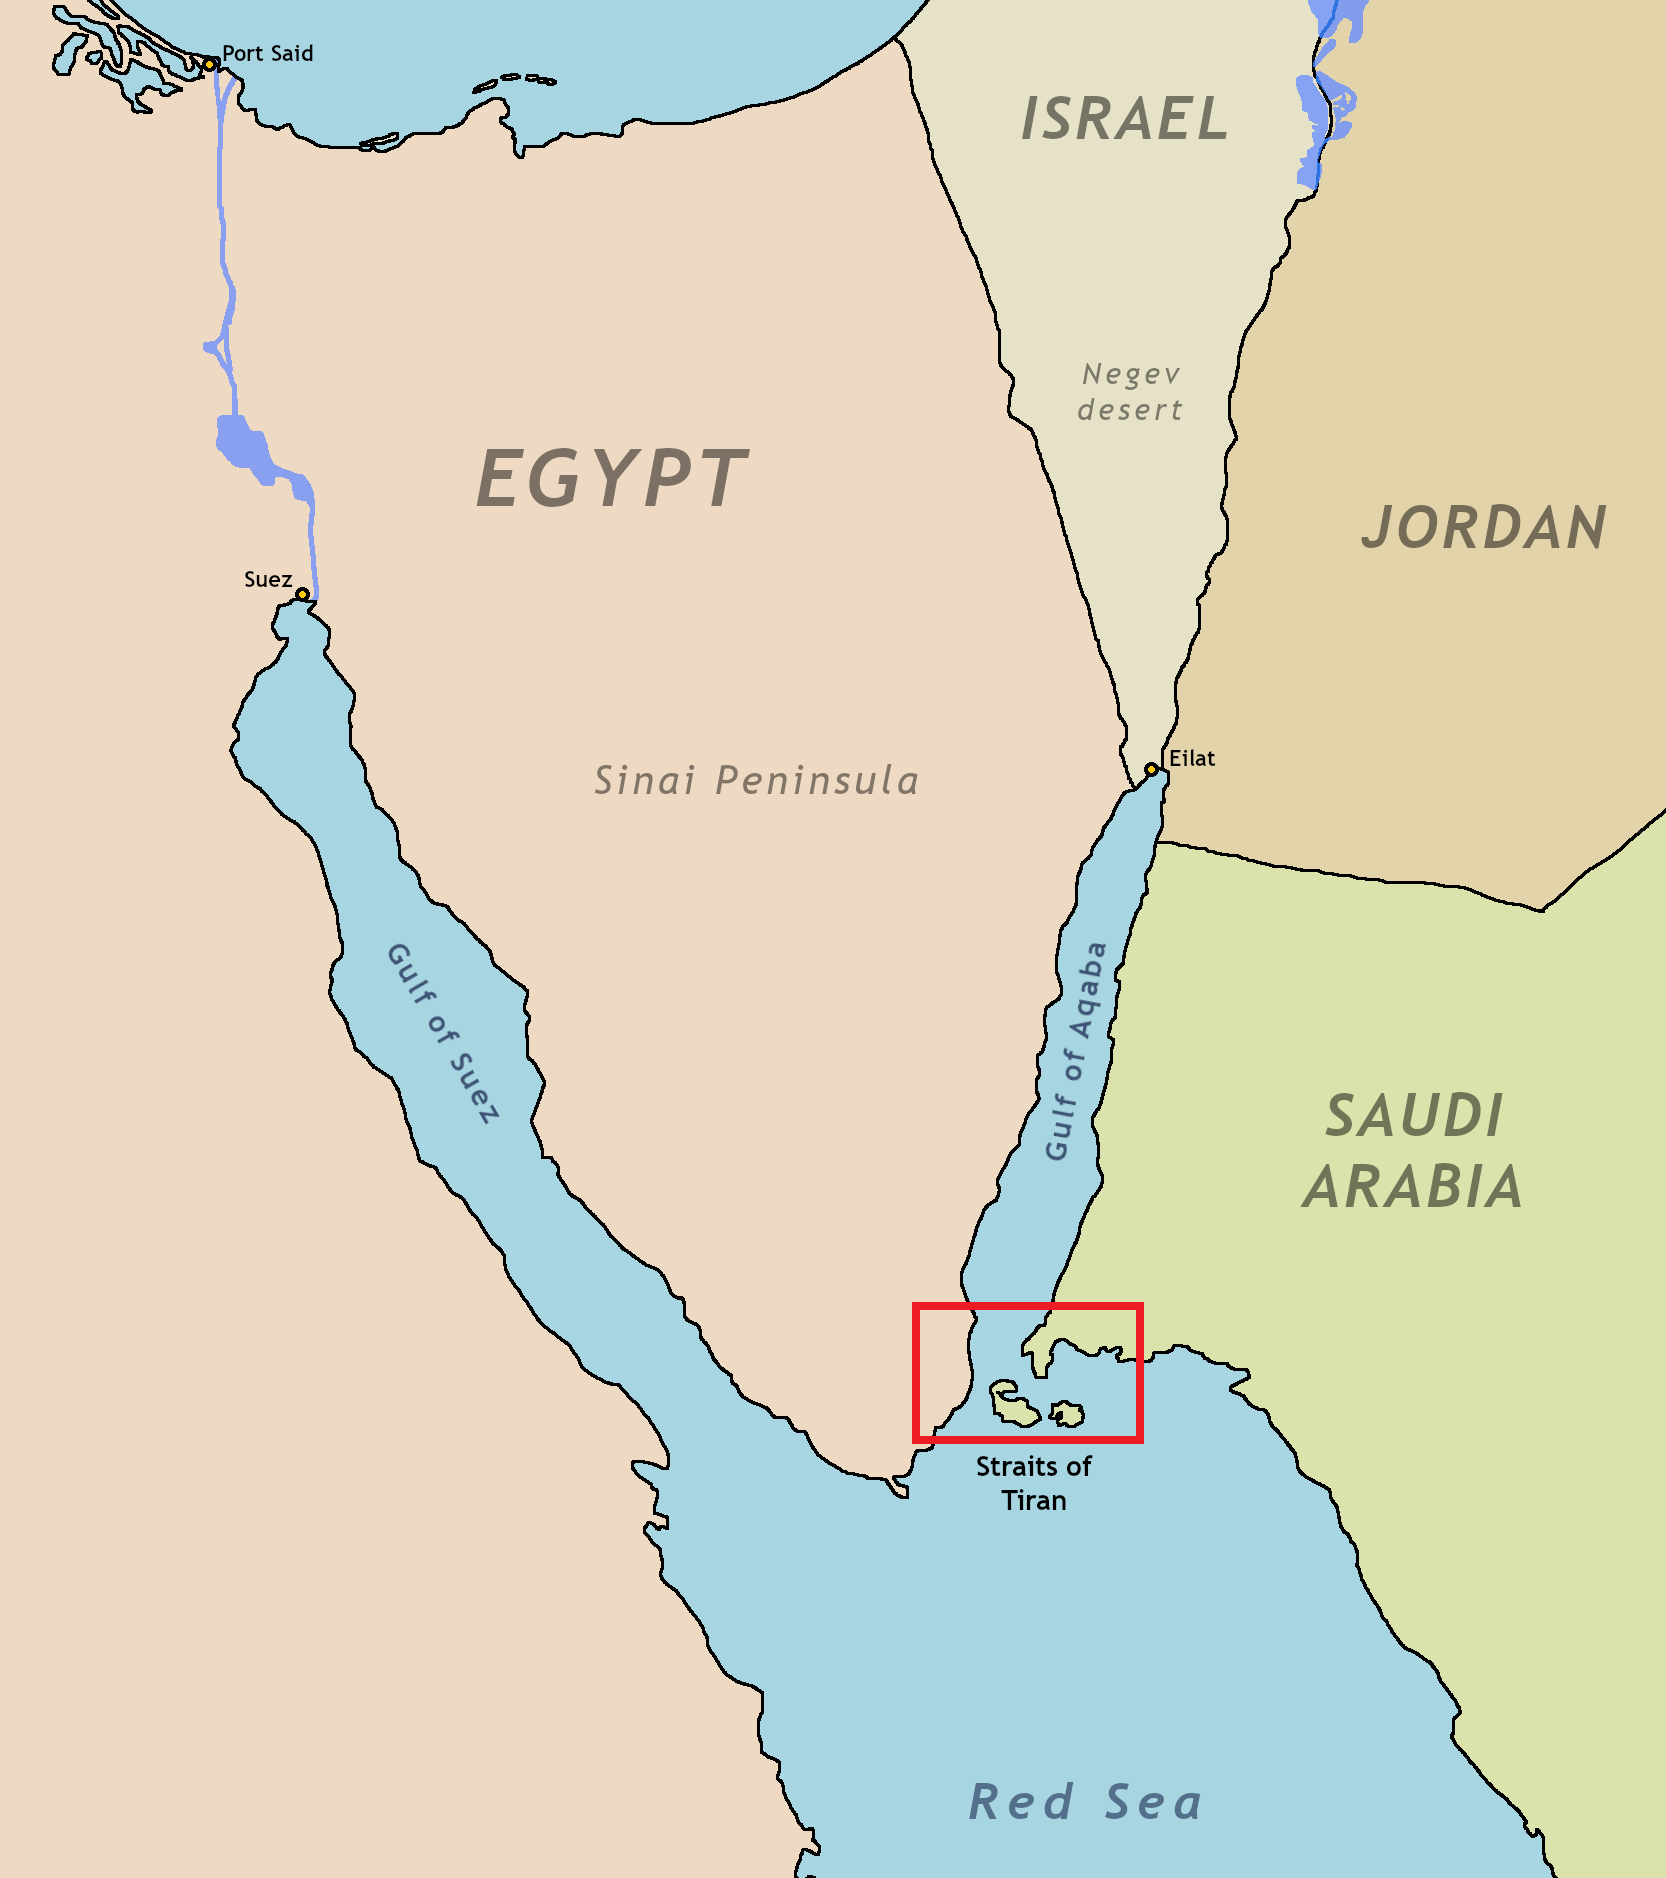 Port Said
ISRAEL
Negev
desert
EGYPT
JORDAN
Suez
Eilat
Sinai Peninsula
Gulf of Suez
Gulf of Aqaba
SAUDI
ARABIA
Straits of
Tiran
Red Sea